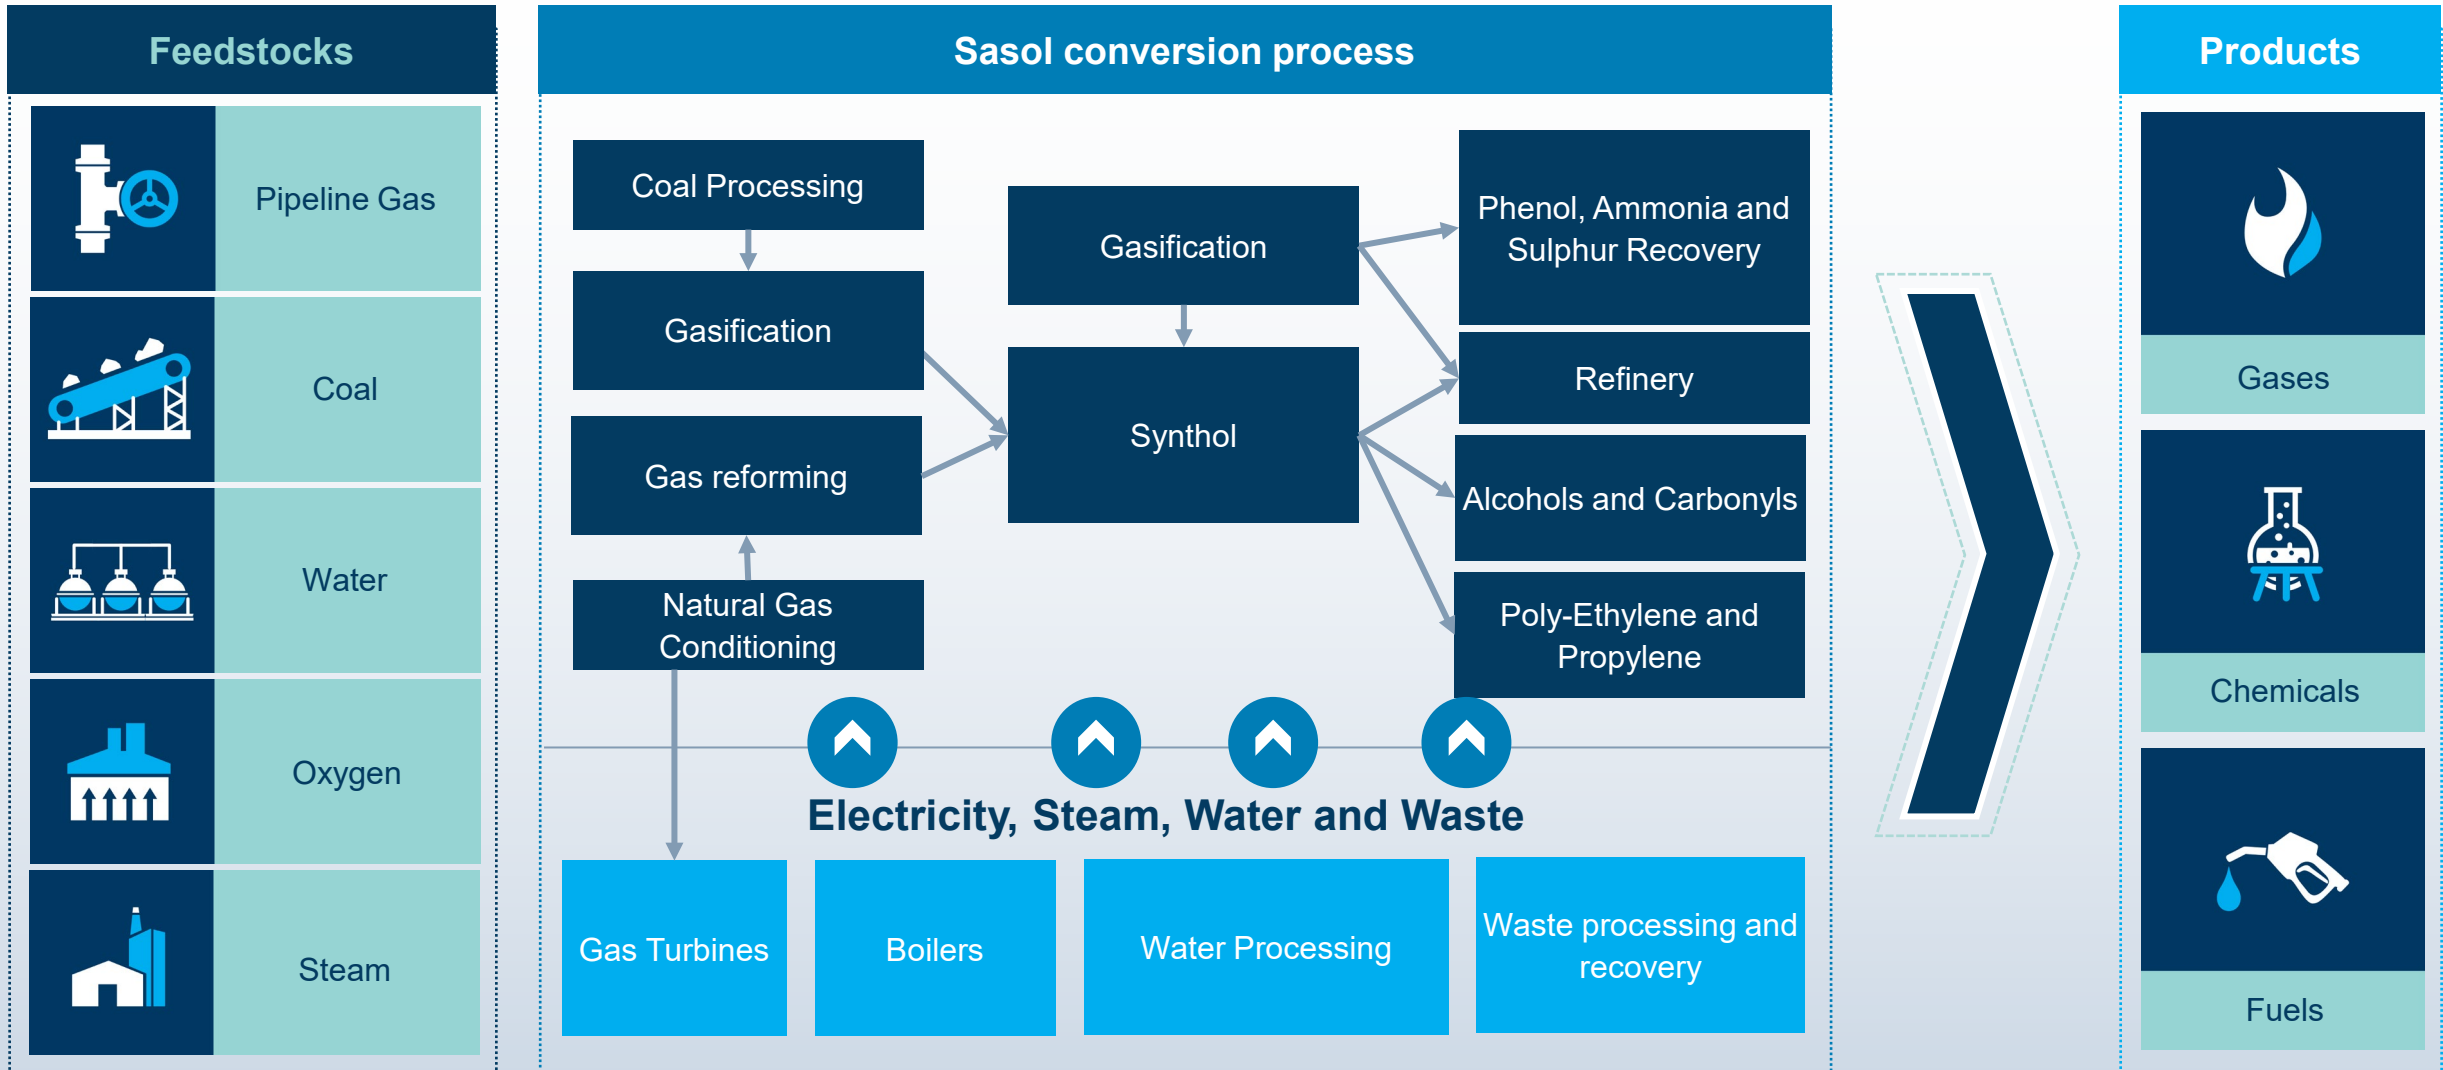 Feedstocks
Pipeline Gas
Coal
Water
Oxygen
Steam
Sasol conversion process
Coal Processing
Gasification
Gas reforming
Natural Gas
Conditioning
Gasification
Synthol
Phenol, Ammonia and
Sulphur Recovery
Refinery
Alcohols and Carbonyls
Poly-Ethylene and
Propylene
Electricity, Steam, Water and Waste
Gas Turbines
Boilers
Water Processing
Waste processing and
recovery
Products
Gases
Chemicals
Fuels